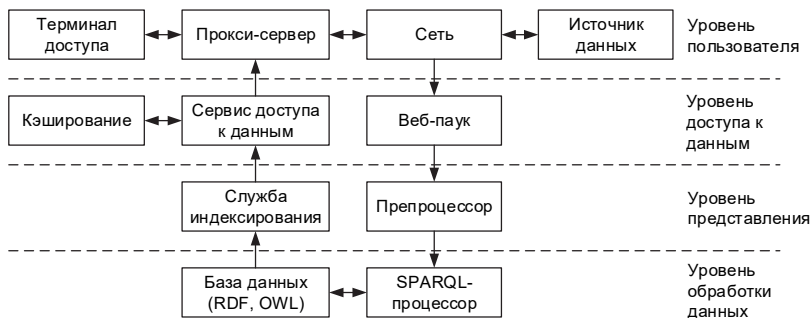 Терминал
доступа
Прокси-сервер
Сеть
Источник
данных
Уровень
пользователя
Кэширование
Сервис доступа
к данным
Веб-паук
Уровень
доступа к
данным
Служба
индексирования
Препроцессор
Уровень
представления
База данных
(RDF, OWL)
SPARQL-
процессор
Уровень
обработки
данных